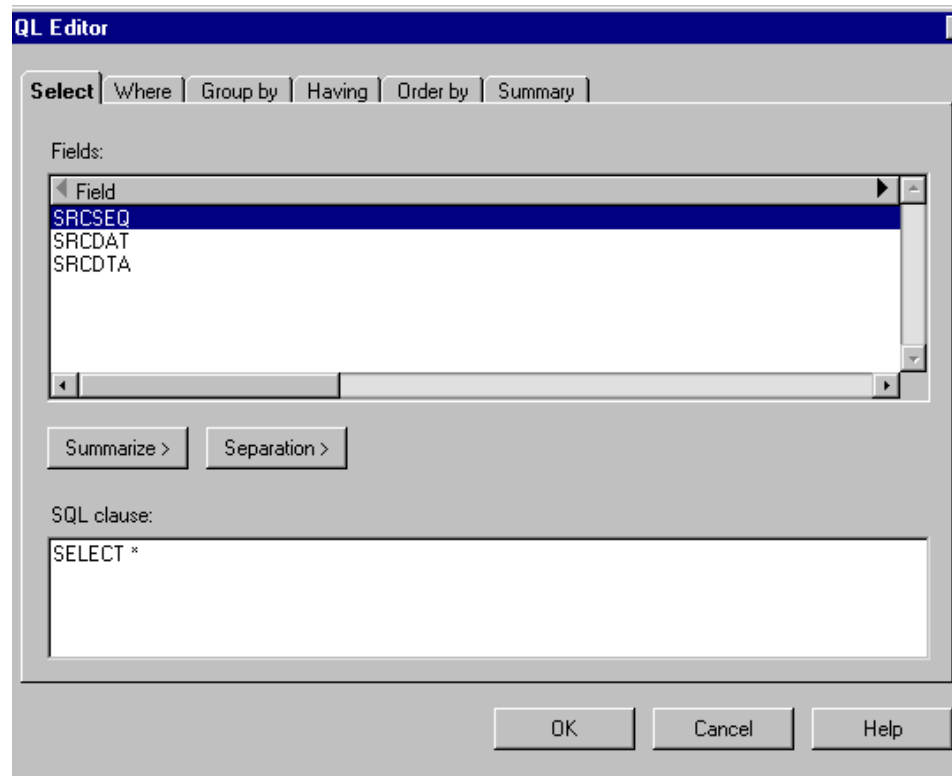 QL Editor
Select Where Group by Having Order by Summary
Fields:
Field
SRCSEQ
SRCDAT
SRCDTA
Summarize > Separation >
SQL clause:
SELECT *
OK Cancel Help